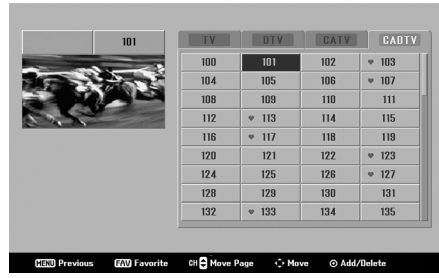 101
TV DTV CATV CADTV
100 101 102 103
104 105 106 107
108 109 110 111
112 113 114 115
116 117 118 119
120 121 122 123
124 125 126 127
128 129 130 131
132 133 134 135
MENU Previous FAV Favorite CH Move Page Move Add/Delete